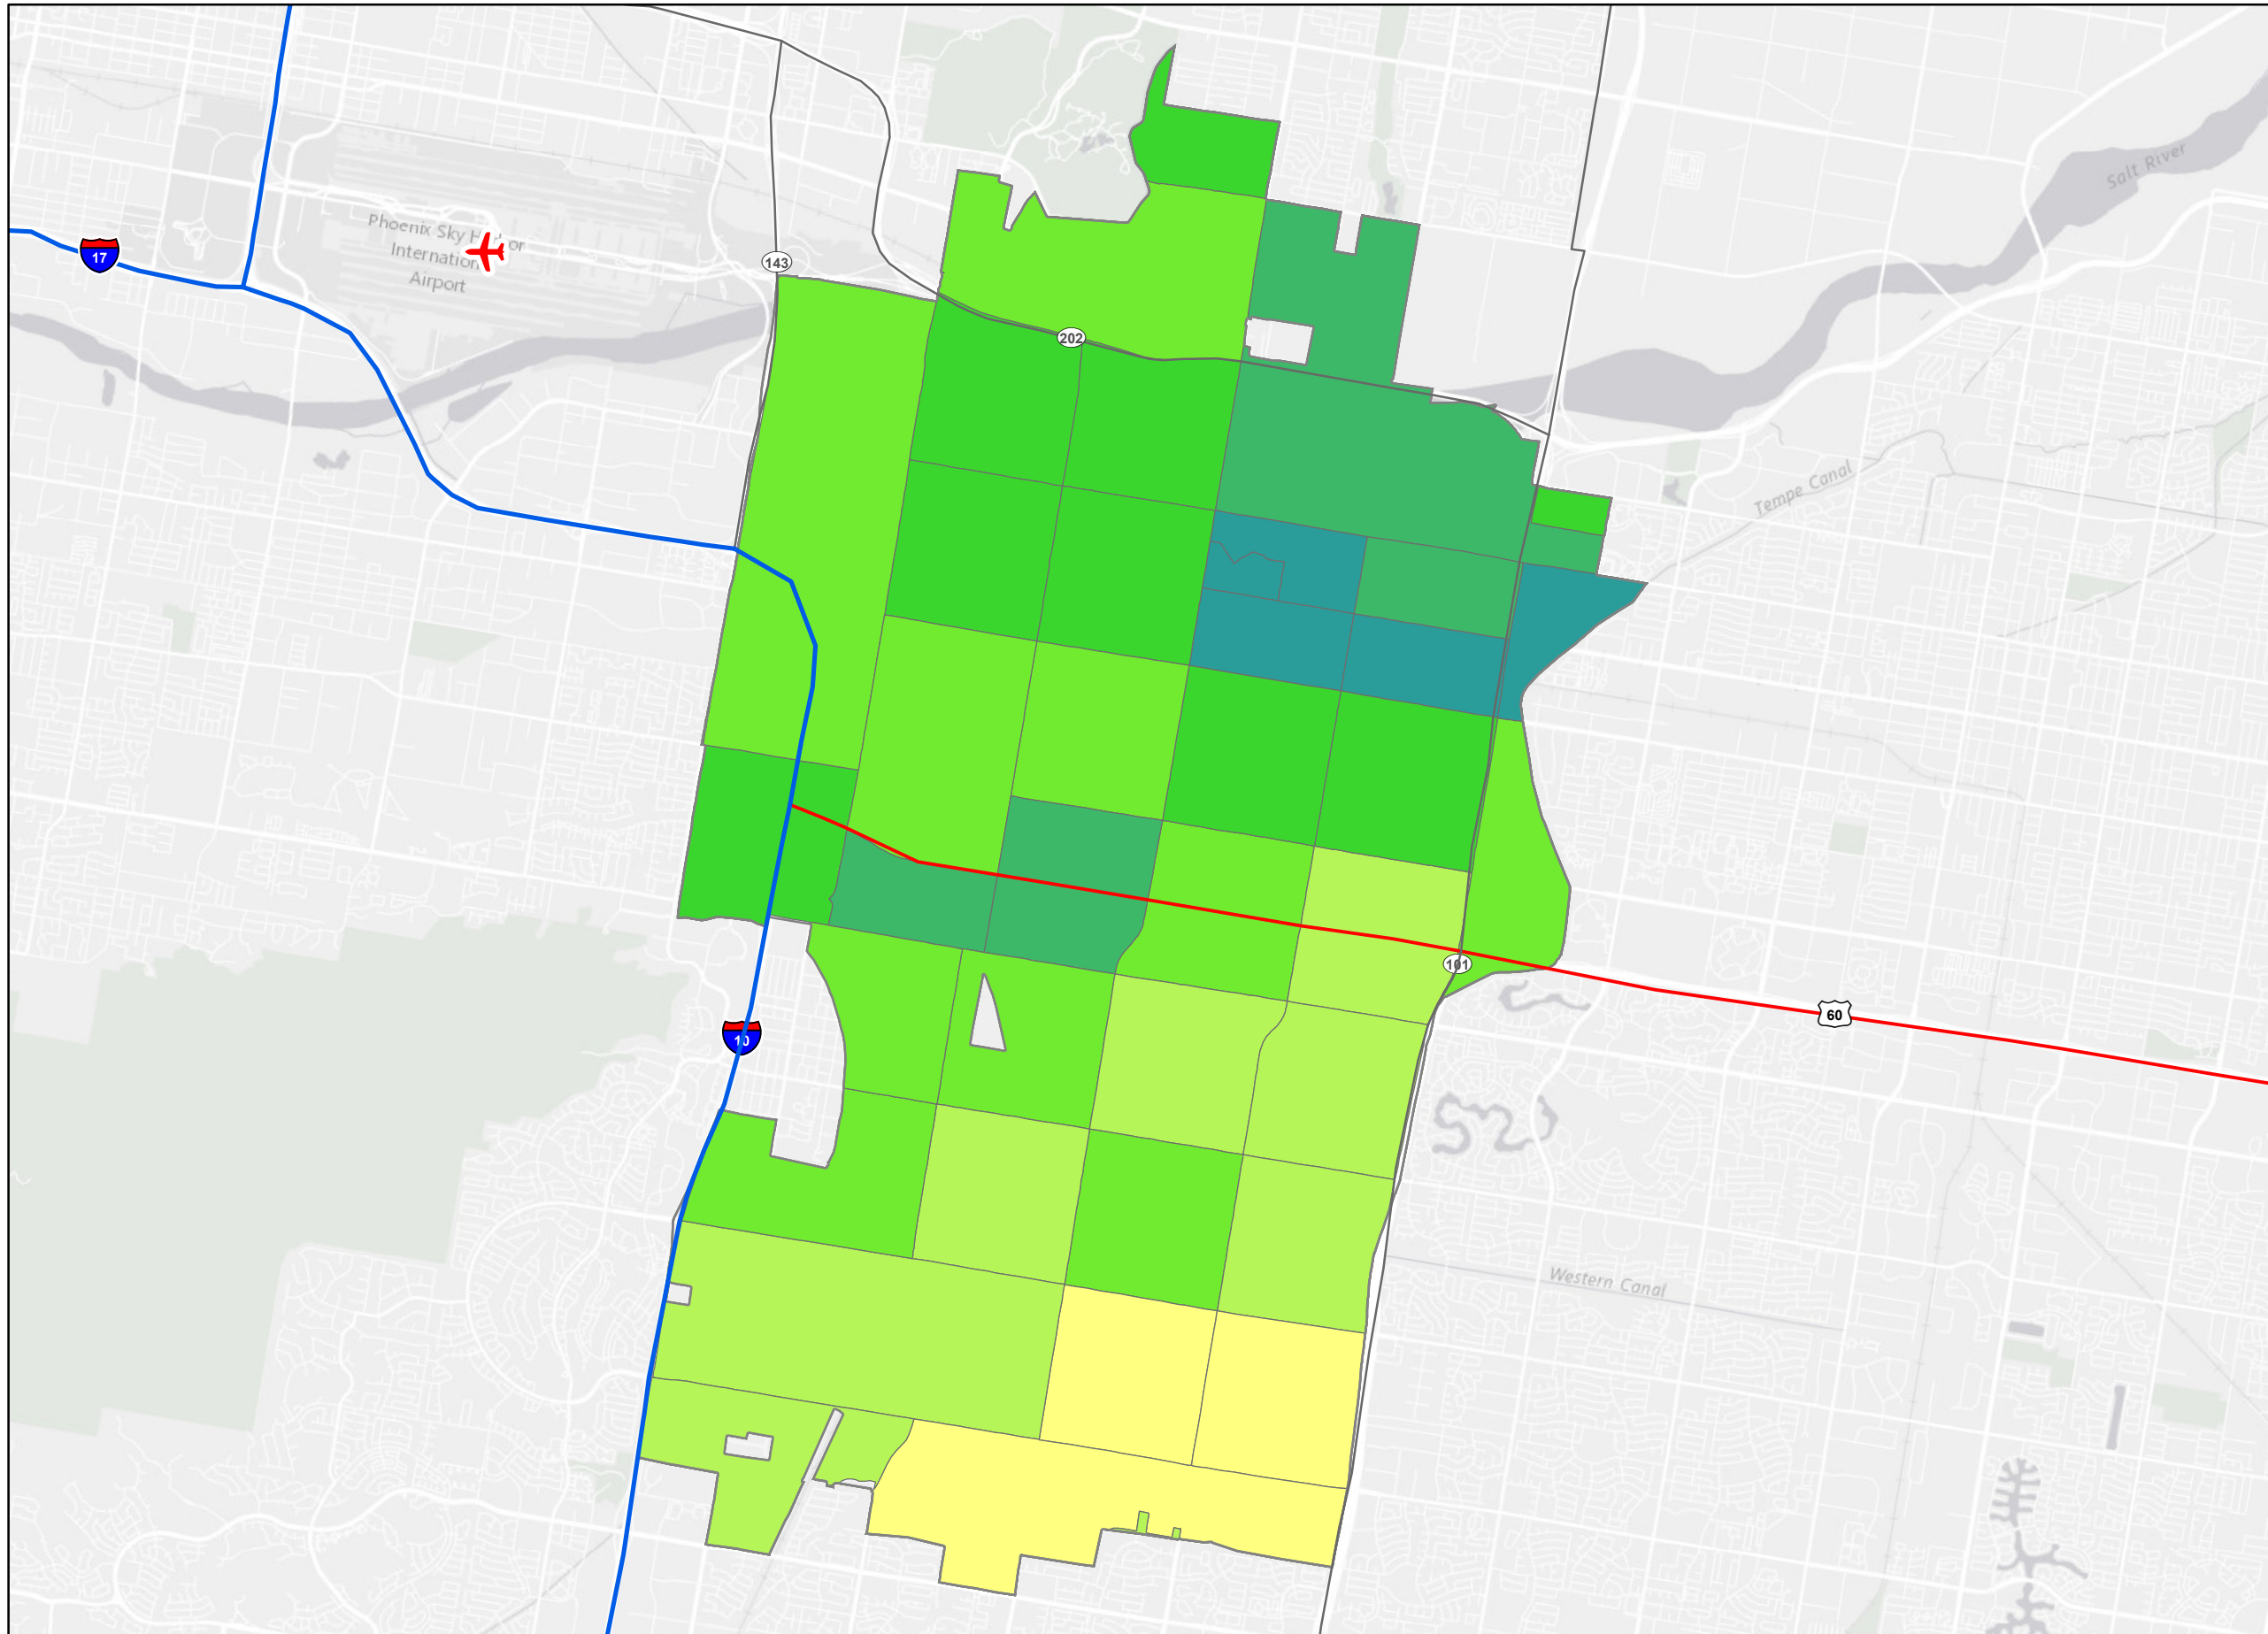 Salt River
Phoenix Sky Harbor
International
Airport
17
143
202
Tempe Canal
101
60
10
Western Canal